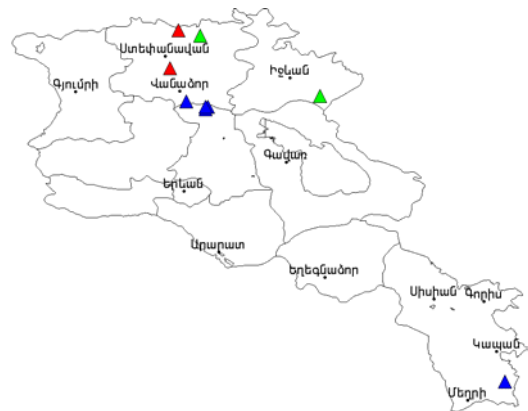 Ստեփանավան
Գյումրի
Վանաձոր
Իջևան
Գավառ
Երևան
Արարատ
Եղեգնաձոր
Սիսիան
Գորիս
Կապան
Մեղրի